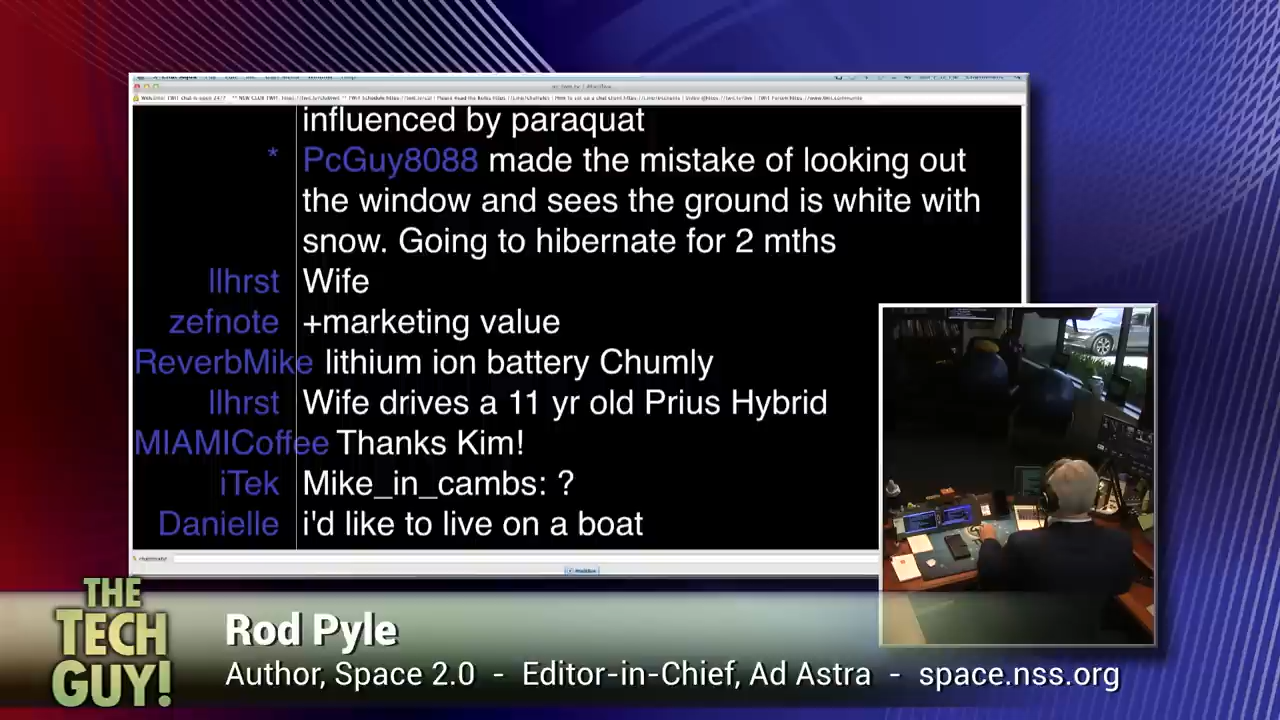 influenced by paraquat
* PcGuy8088 made the mistake of looking out
the window and sees the ground is white with
snow. Going to hibernate for 2 mths
llhrst Wife
zefnote +marketing value
ReverbMike lithium ion battery Chumly
llhrst Wife drives a 11 yr old Prius Hybrid
MIAMICoffee Thanks Kim!
iTek Mike_in_cambs: ?
Danielle i'd like to live on a boat
THE
TECH
GUY!
Rod Pyle
Author, Space 2.0 - Editor-in-Chief, Ad Astra - space.nss.org